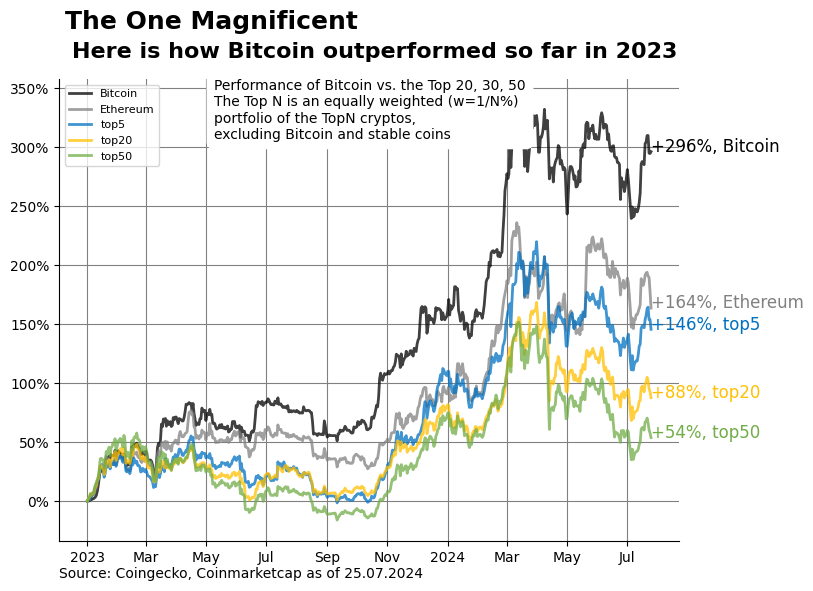 The One Magnificent
Here is how Bitcoin outperformed so far in 2023
350%
300%
250%
200%
150%
100%
50%
0%
Bitcoin
Ethereum
top5
top20
top50
Performance of Bitcoin vs. the Top 20, 30, 50
The Top N is an equally weighted (w=1/N%)
portfolio of the TopN cryptos,
excluding Bitcoin and stable coins
+296%, Bitcoin
+164%, Ethereum
+146%, top5
+88%, top20
+54%, top50
2023 Mar May Jul Sep Nov 2024 Mar May Jul
Source: Coingecko, Coinmarketcap as of 25.07.2024